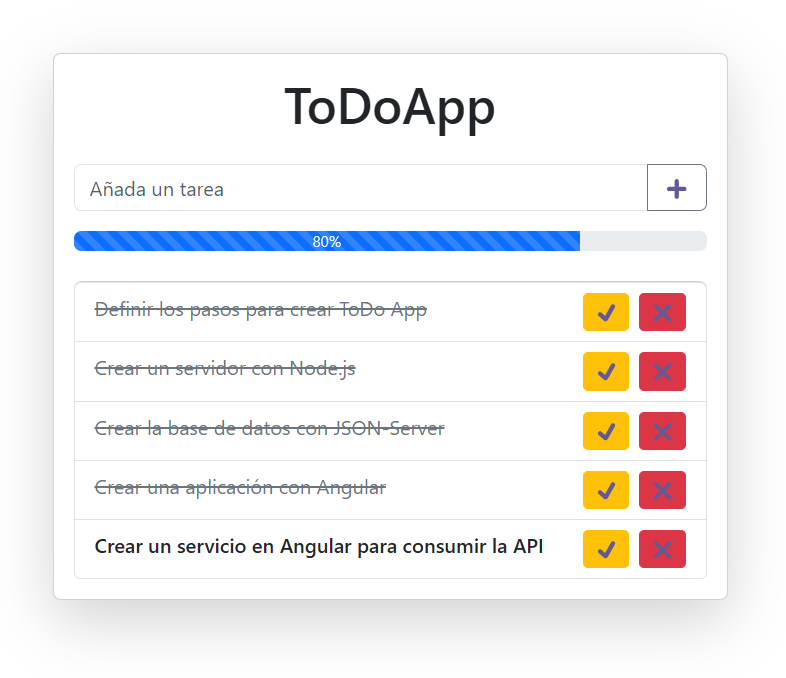 ToDoApp
Añada un tarea
80%
Definir los pasos para crear ToDo App
Crear un servidor con Node.js
Crear la base de datos con JSON-Server
Crear una aplicación con Angular
Crear un servicio en Angular para consumir la API